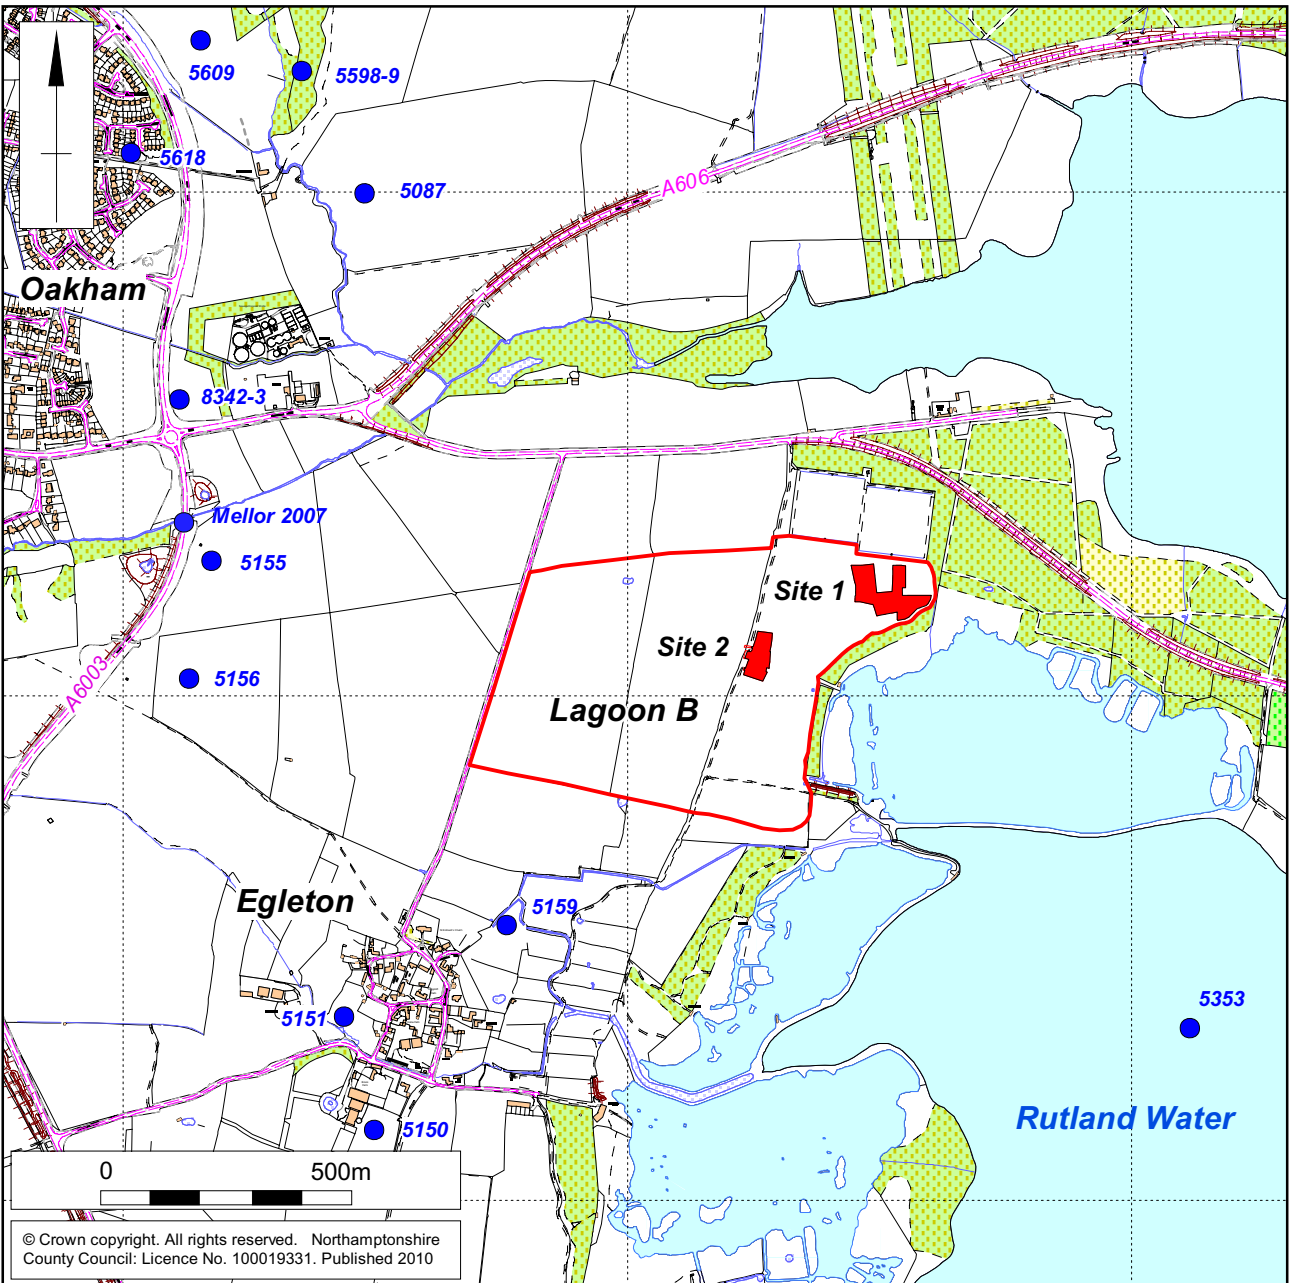 5609
5598-9
5618
5087
A606
Oakham
8342-3
Mellor 2007
5155
Site 1
Site 2
5156
A6003
Lagoon B
Egleton
5159
5151
5353
5150
Rutland Water
0 500m
© Crown copyright. All rights reserved. Northamptonshire
County Council: Licence No. 100019331. Published 2010